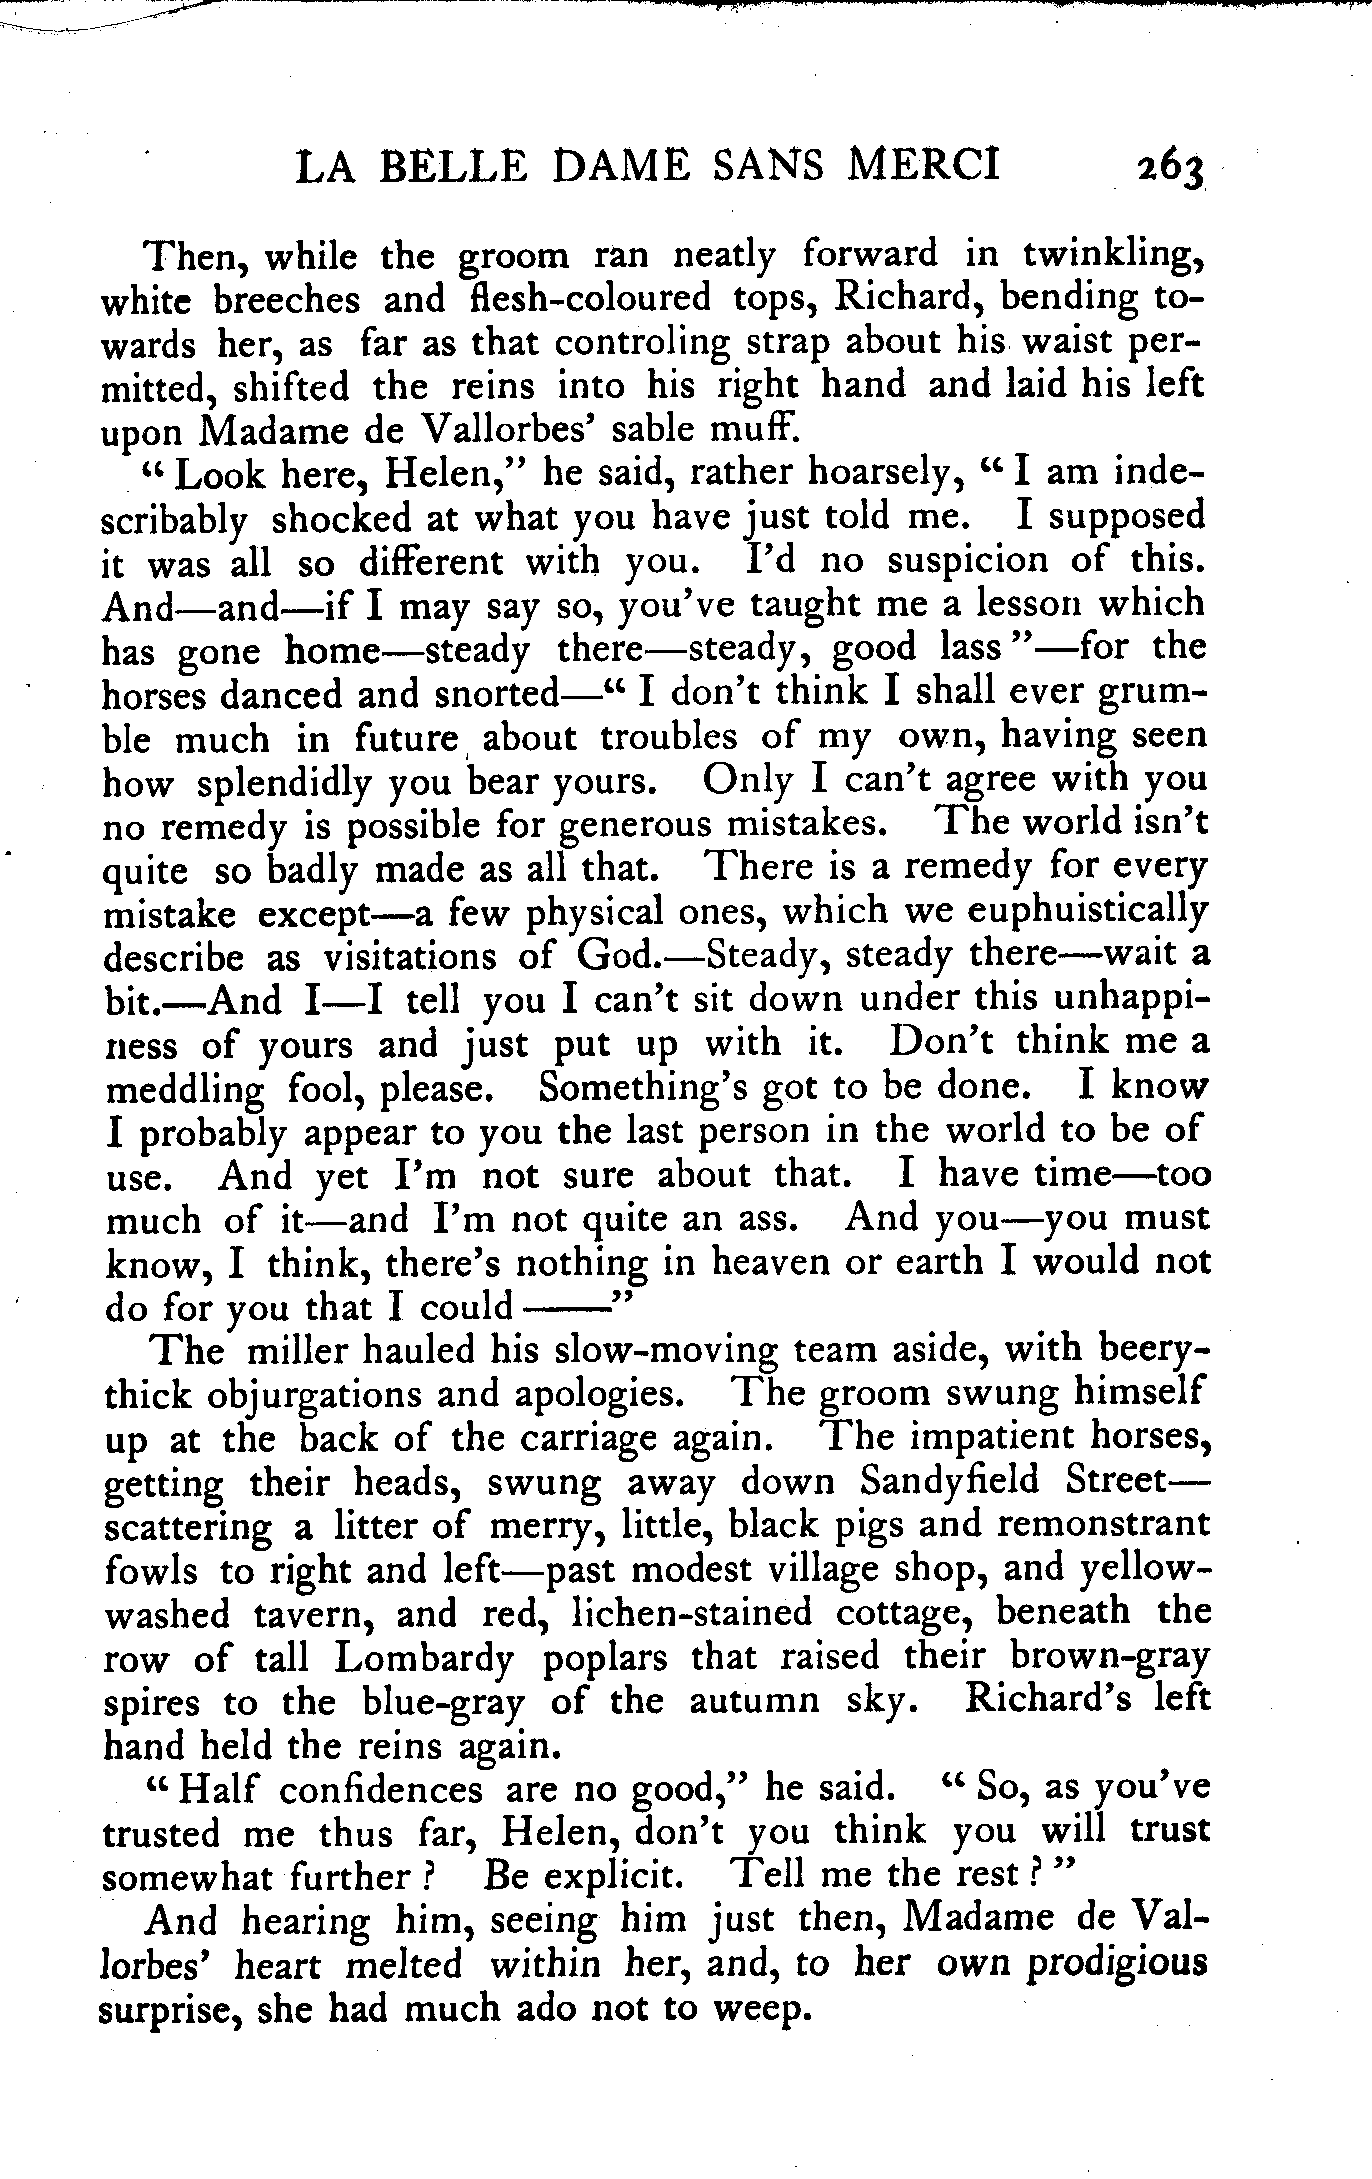 LA BELLE DAME SANS MERCI 263
Then, while the groom ran neatly forward in twinkling,
white breeches and flesh-coloured tops, Richard, bending to-
wards her, as far as that controling strap about his waist per-
mitted, shifted the reins into his right hand and laid his left
upon Madame de Vallorbes' sable muff.
"Look here, Helen," he said, rather hoarsely, "I am inde-
scribably shocked at what you have just told me. I supposed
it was all so different with you. I'd no suspicion of this.
And—and—if I may say so, you've taught me a lesson which
has gone home—steady there—steady, good lass"—for the
horses danced and snorted—"I don't think I shall ever grum-
ble much in future about troubles of my own, having seen
how splendidly you bear yours. Only I can't agree with you
no remedy is possible for generous mistakes. The world isn't
quite so badly made as all that. There is a remedy for every
mistake except—a few physical ones, which we euphuistically
describe as visitations of God.—Steady, steady there—wait a
bit.—And I—I tell you I can't sit down under this unhappi-
ness of yours and just put up with it. Don't think me a
meddling fool, please. Something's got to be done. I know
I probably appear to you the last person in the world to be of
use. And yet I'm not sure about that. I have time—too
much of it—and I'm not quite an ass. And you—you must
know, I think, there's nothing in heaven or earth I would not
do for you that I could ——"
The miller hauled his slow-moving team aside, with beery-
thick objurgations and apologies. The groom swung himself
up at the back of the carriage again. The impatient horses,
getting their heads, swung away down Sandyfield Street—
scattering a litter of merry, little, black pigs and remonstrant
fowls to right and left—past modest village shop, and yellow-
washed tavern, and red, lichen-stained cottage, beneath the
row of tall Lombardy poplars that raised their brown-gray
spires to the blue-gray of the autumn sky. Richard's left
hand held the reins again.
"Half confidences are no good," he said. "So, as you've
trusted me thus far, Helen, don't you think you will trust
somewhat further? Be explicit. Tell me the rest?"
And hearing him, seeing him just then, Madame de Val-
lorbes' heart melted within her, and, to her own prodigious
surprise, she had much ado not to weep.